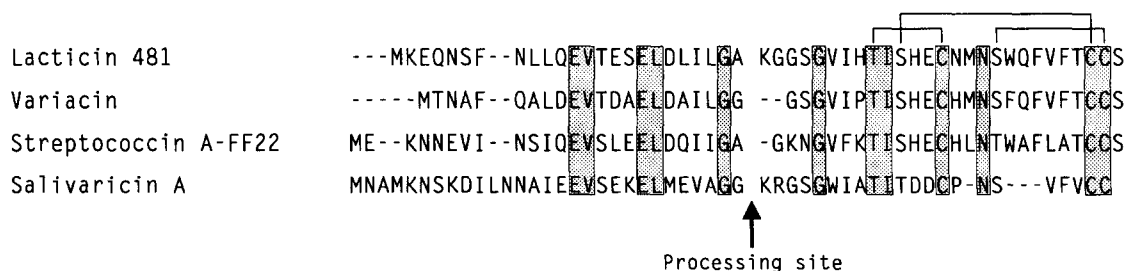 Lacticin 481 ---MKEQNSF--NLLQEVTESELDLILGA KGGSGVIHTISHECNMNSWQFVFTCCS
Variacin -----MTNAF--QALDEVTDAELDAILGG --GSGVIPTISHECHMNSFQFVFTCCS
Streptococcin A-FF22 ME--KNNEVI--NSIQEVSLEELDQIIGA -GKNGVFKTISHECHLNTWAFLATCCS
Salivaricin A MNAMKNSKDILNNAIEEVSEKELMEVAGG KRGSGWIATITDDCP-NS---VFVCC
Processing site